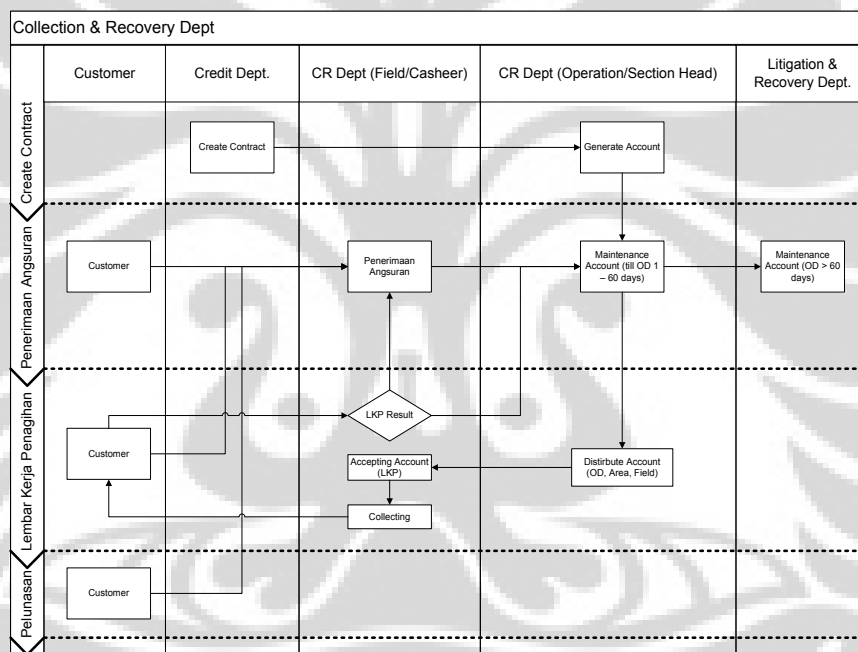 Collection & Recovery Dept
Customer
Credit Dept.
CR Dept (Field/Casheer)
CR Dept (Operation/Section Head)
Litigation &
Recovery Dept.
Create Contract
Create Contract
Generate Account
Penerimaan Angsuran
Customer
Penerimaan
Angsuran
Maintenance
Account (till OD 1
– 60 days)
Maintenance
Account (OD > 60
days)
Lembar Kerja Penagihan
LKP Result
Customer
Accepting Account
(LKP)
Distirbute Account
(OD, Area, Field)
Collecting
Pelunasan
Customer